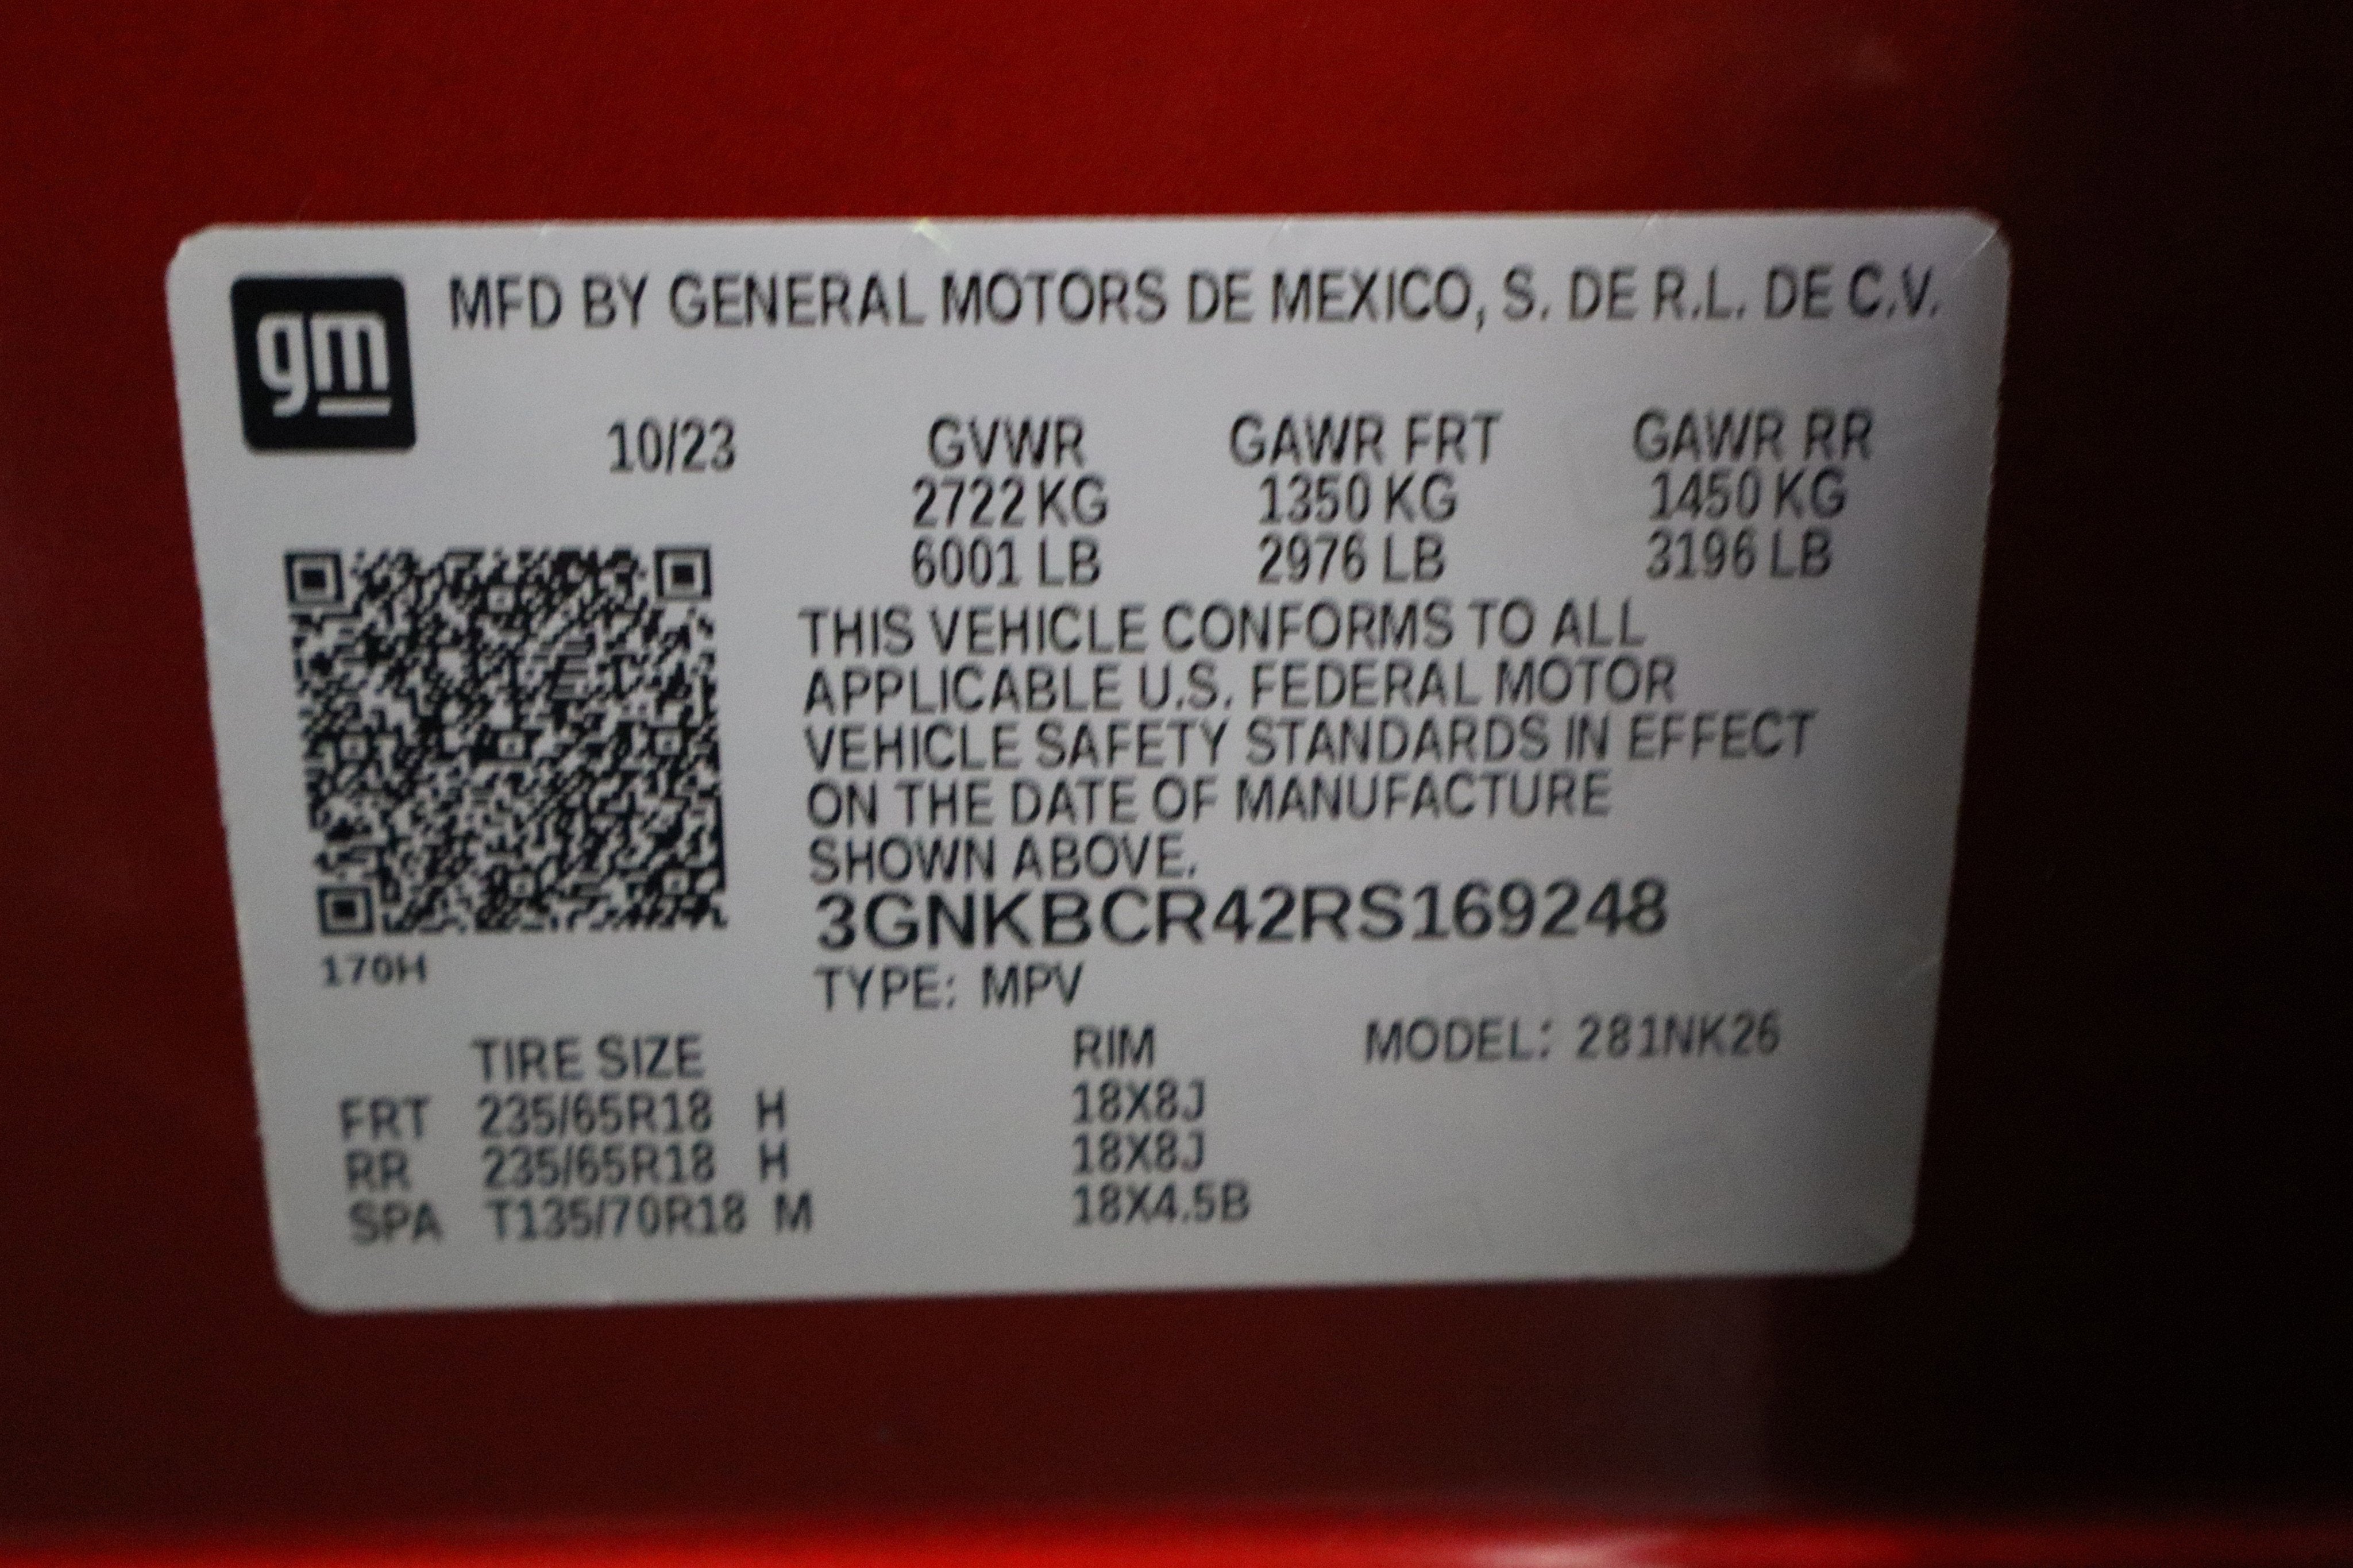 gm MFD BY GENERAL MOTORS DE MEXICO, S. DE R.L. DE C.V.
10/23 GVWR GAWR FRT GAWR RR
2722 KG 1350 KG 1450 KG
6001 LB 2976 LB 3196 LB
THIS VEHICLE CONFORMS TO ALL
APPLICABLE U.S. FEDERAL MOTOR
VEHICLE SAFETY STANDARDS IN EFFECT
ON THE DATE OF MANUFACTURE
SHOWN ABOVE.
3GNKBCR42RS169248
170H
TYPE: MPV
TIRE SIZE RIM MODEL: 281NK26
FRT 235/65R18 H 18X8J
RR 235/65R18 H 18X8J
SPA T135/70R18 M 18X4.5B